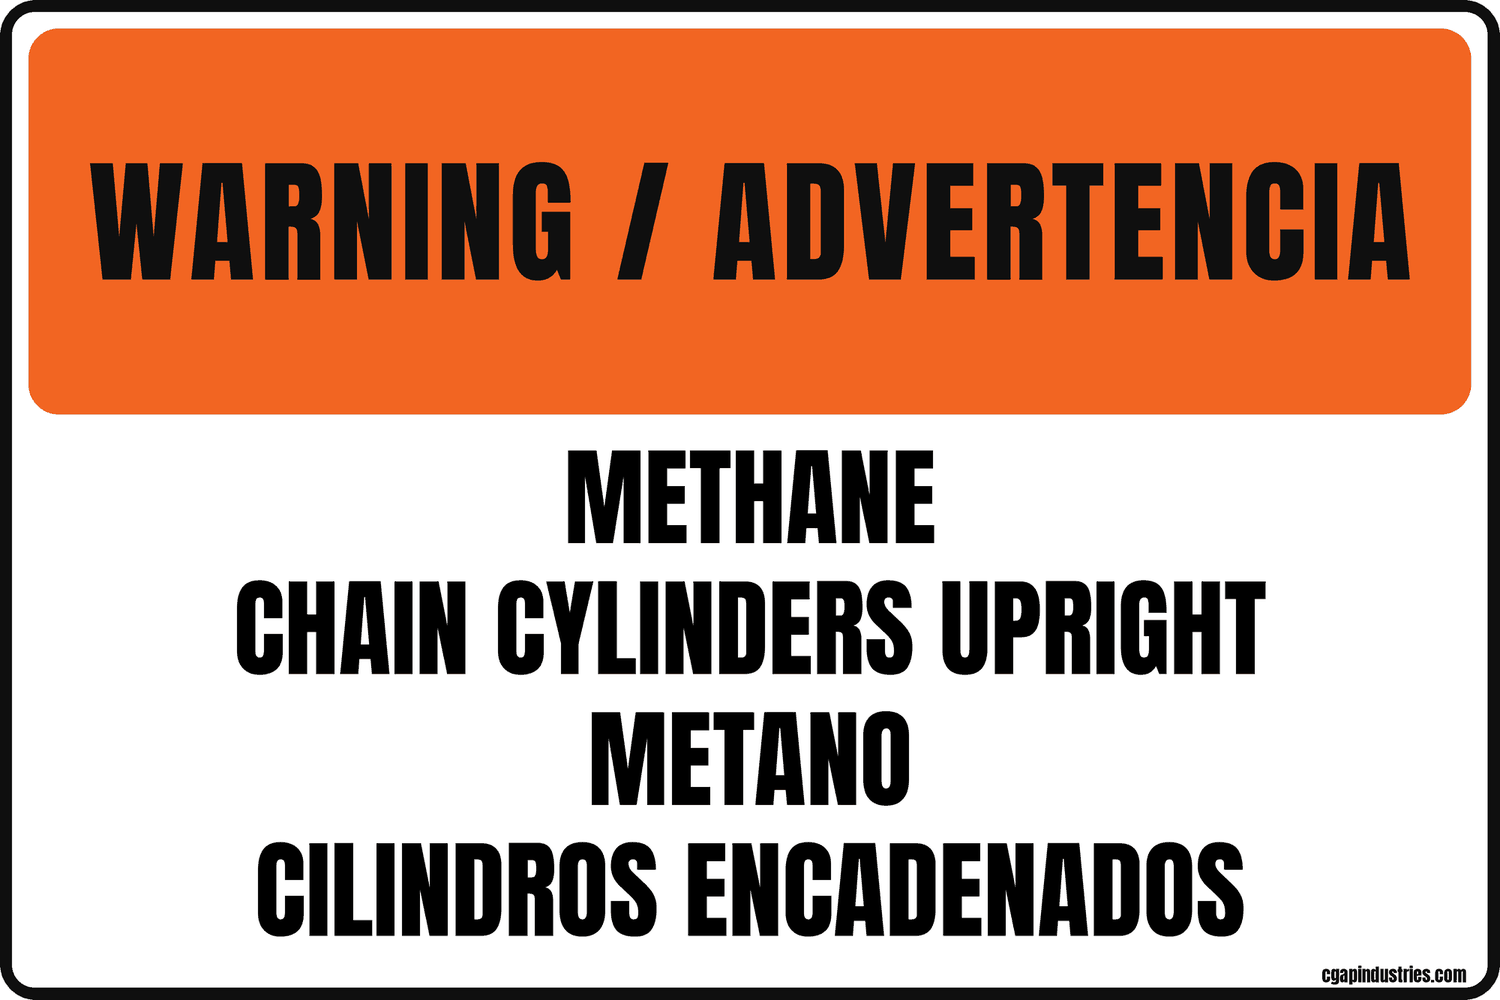 WARNING / ADVERTENCIA
METHANE
CHAIN CYLINDERS UPRIGHT
METANO
CILINDROS ENCADENADOS
cgapindustries.com